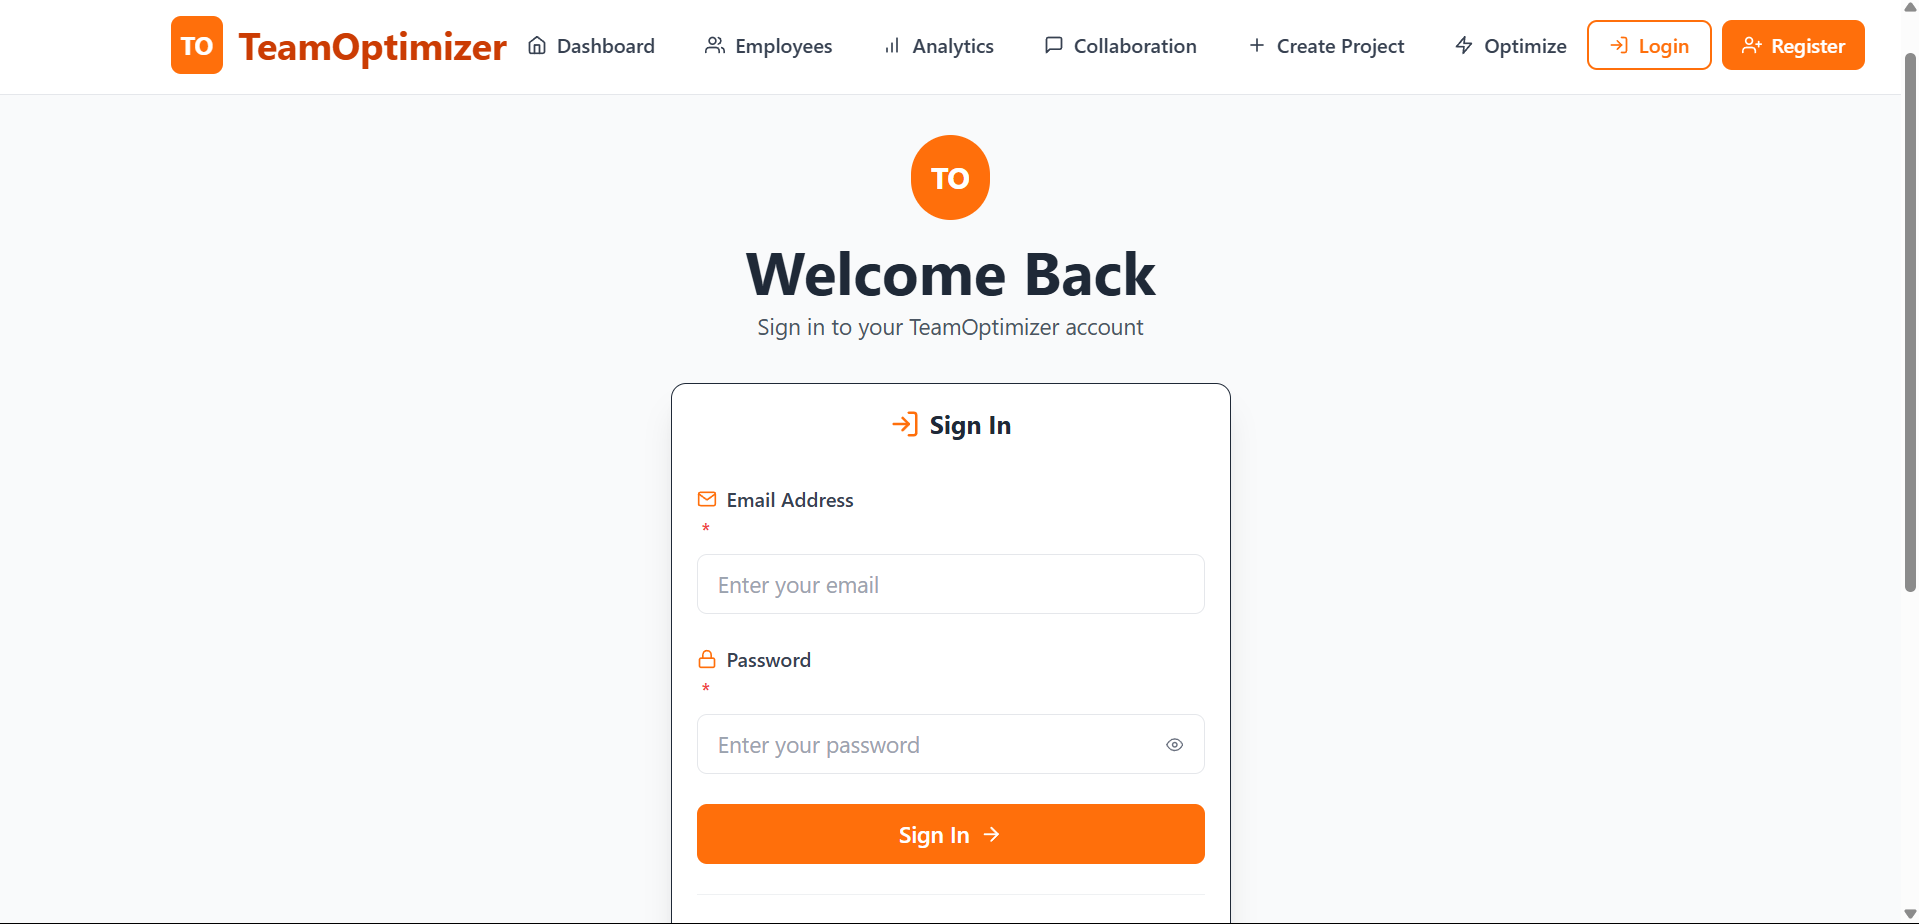 TO TeamOptimizer Dashboard Employees Analytics Collaboration Create Project Optimize Login Register
TO
Welcome Back
Sign in to your TeamOptimizer account
Sign In
Email Address
*
Enter your email
Password
*
Enter your password
Sign In